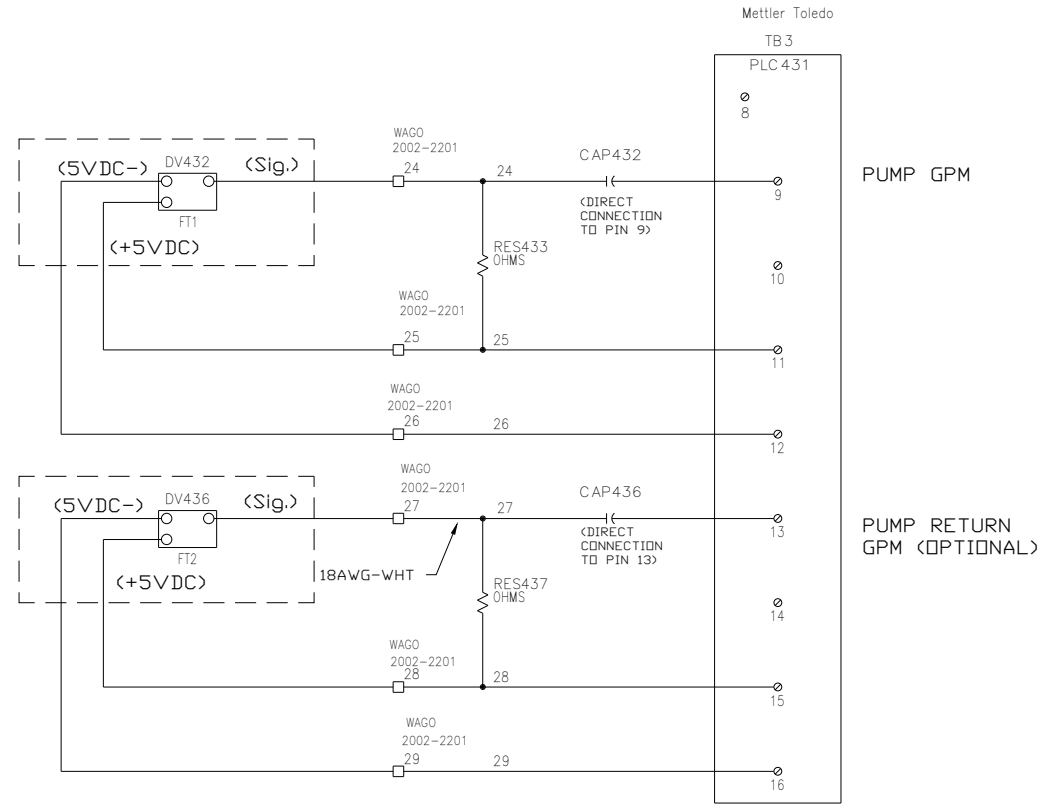 Mettler Toledo
TB3
PLC431
8
WAGO
2002-2201
24
24
CAP432
(5VDC-)
DV432
(Sig.)
FT1
(+5VDC)
(DIRECT
CONNECTION
TO PIN 9)
9
PUMP GPM
RES433
OHMS
10
WAGO
2002-2201
25
25
11
WAGO
2002-2201
26
26
12
WAGO
2002-2201
27
27
CAP436
(5VDC-)
DV436
(Sig.)
FT2
(+5VDC)
(DIRECT
CONNECTION
TO PIN 13)
13
PUMP RETURN
GPM (OPTIONAL)
18AWG-WHT
RES437
OHMS
14
WAGO
2002-2201
28
28
15
WAGO
2002-2201
29
29
16